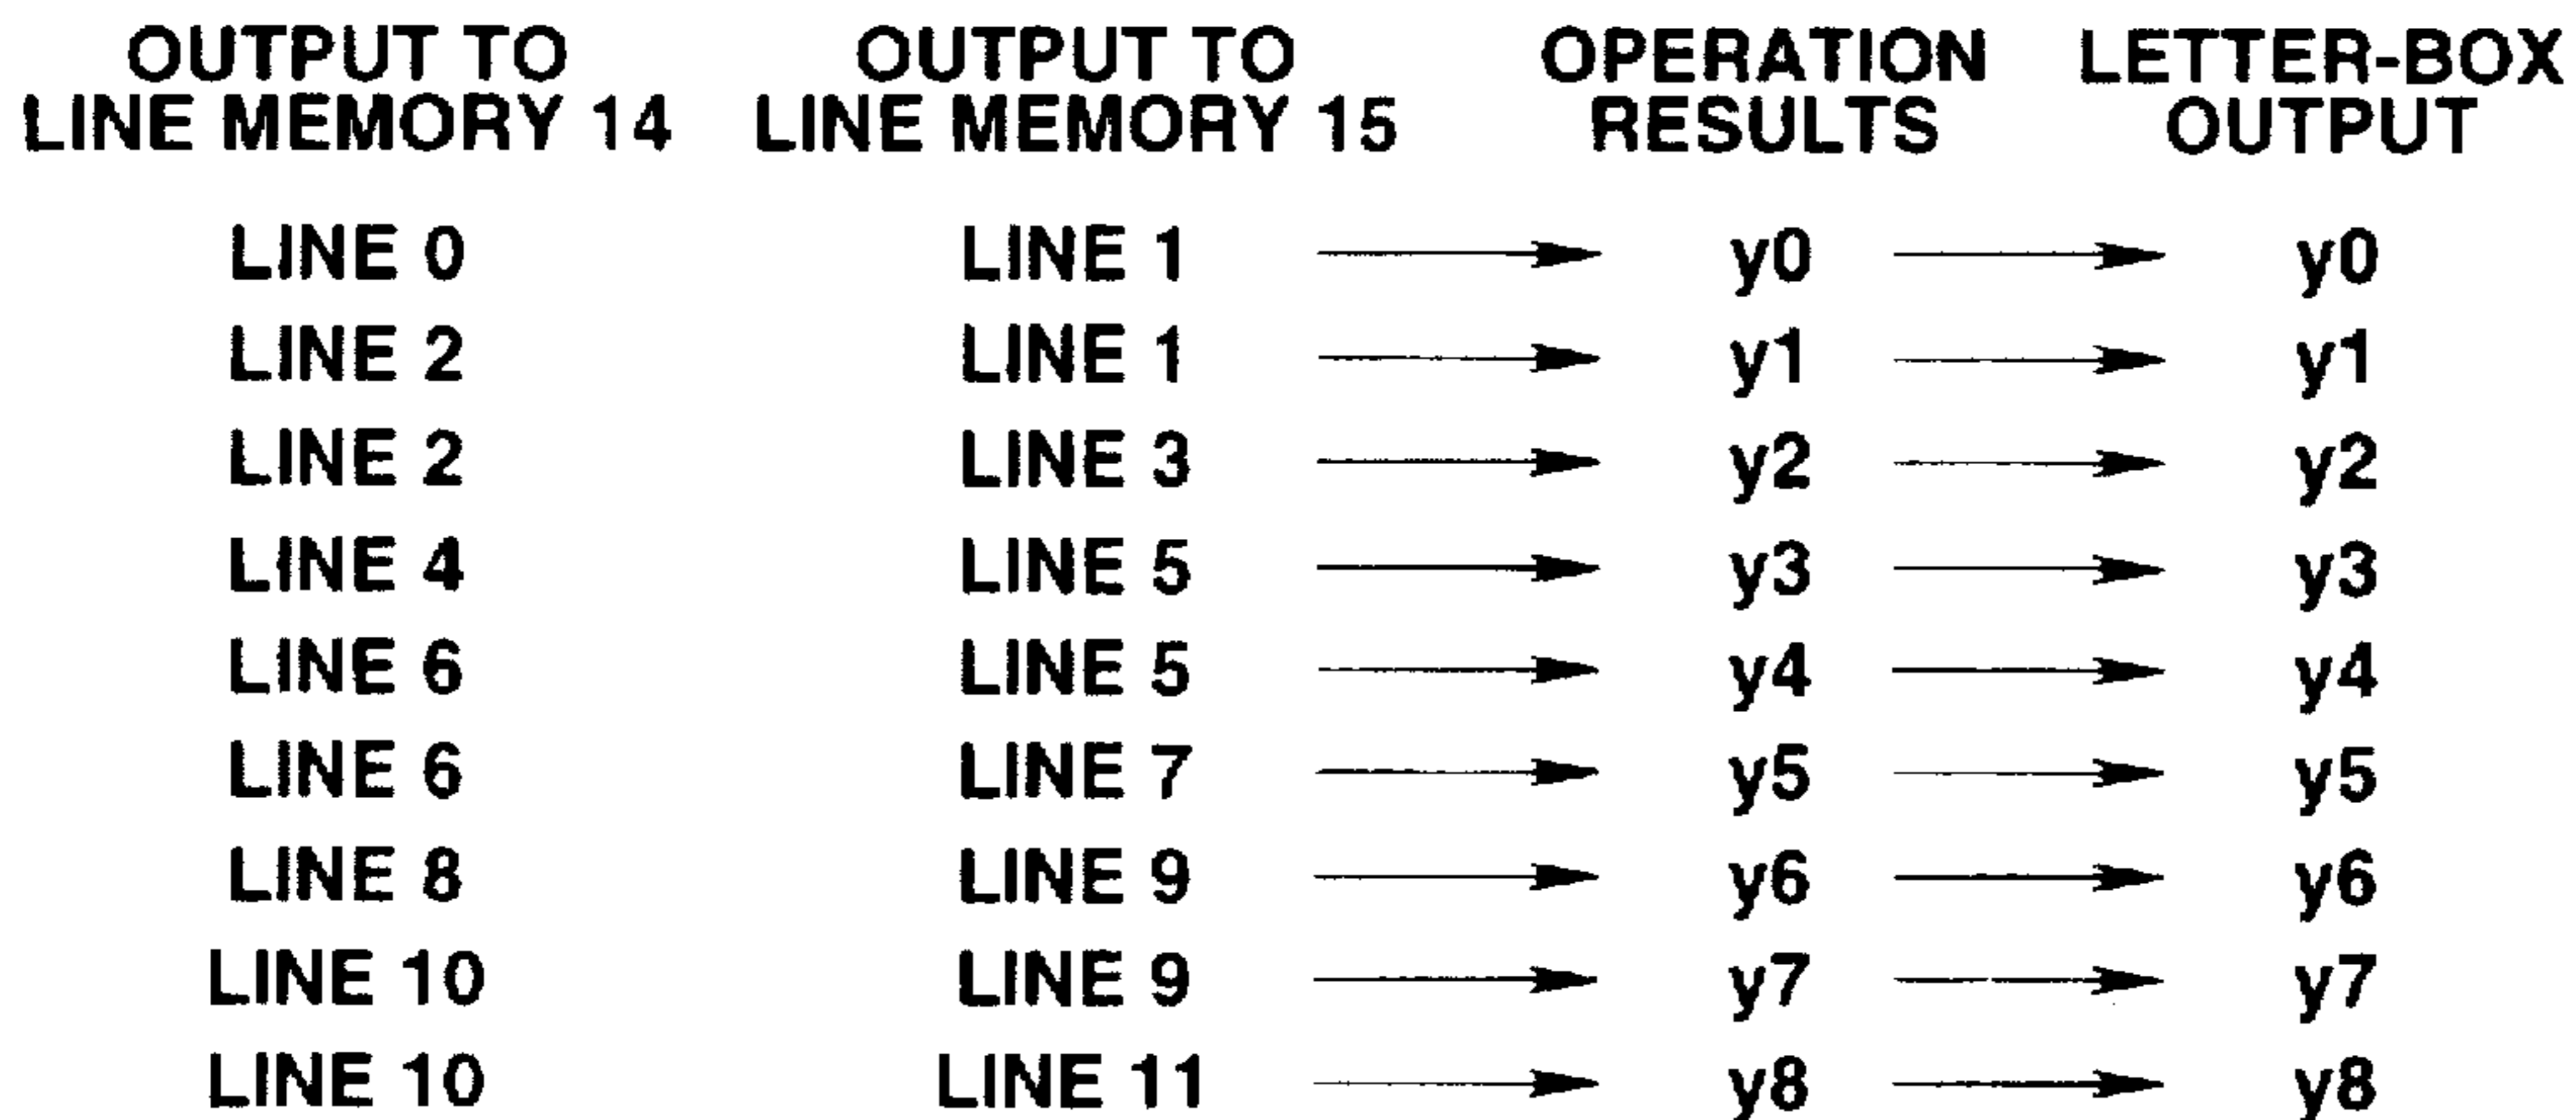 OUTPUT TO LINE MEMORY 14 OUTPUT TO LINE MEMORY 15 OPERATION RESULTS LETTER-BOX OUTPUT
LINE 0 LINE 1 y0 y0
LINE 2 LINE 1 y1 y1
LINE 2 LINE 3 y2 y2
LINE 4 LINE 5 y3 y3
LINE 6 LINE 5 y4 y4
LINE 6 LINE 7 y5 y5
LINE 8 LINE 9 y6 y6
LINE 10 LINE 9 y7 y7
LINE 10 LINE 11 y8 y8